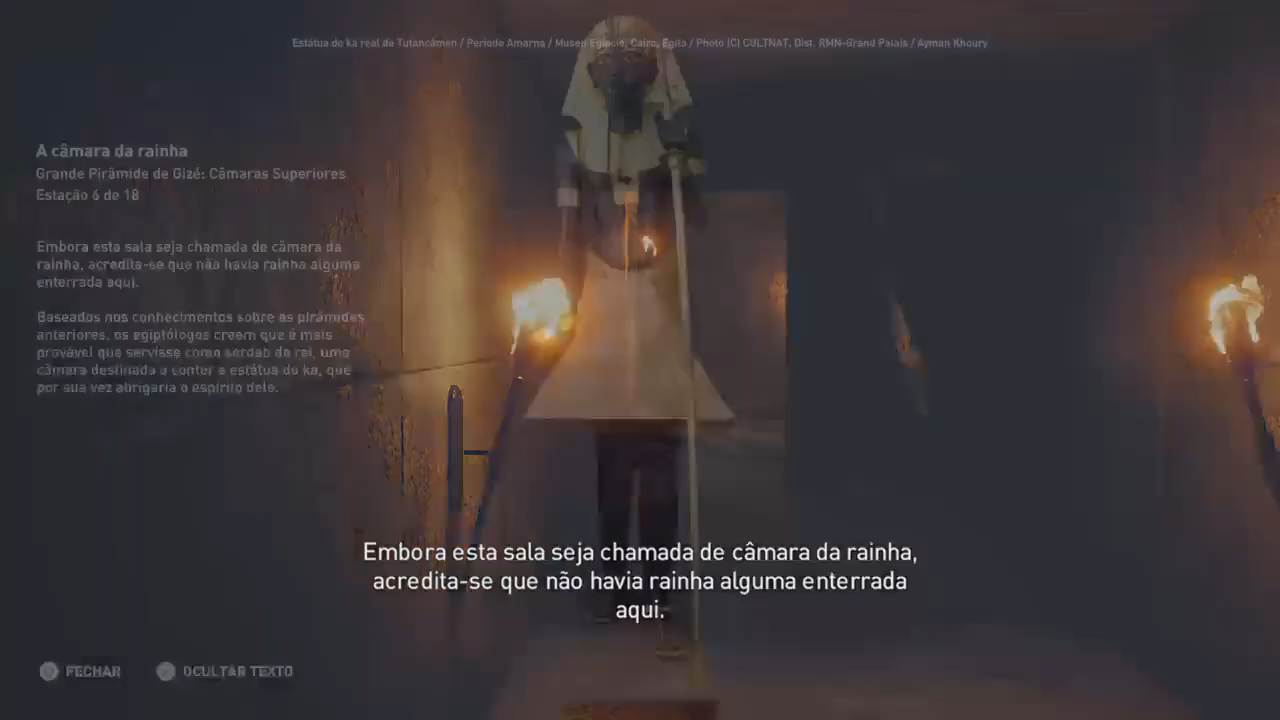 Estátua do ka real de Tutancâmon / Período Amarna / Museu Egípcio, Cairo, Egito / Photo (C) CULTNAT, Dist. RMN-Grand Palais / Ayman Khoury
A câmara da rainha
Grande Pirâmide de Gizé: Câmaras Superiores
Estação 6 de 18
Embora esta sala seja chamada de câmara da
rainha, acredita-se que não havia rainha alguma
enterrada aqui.
Baseados nos conhecimentos sobre as pirâmides
anteriores, os egiptólogos creem que é mais
provável que servisse como serdab do rei, uma
câmara destinada a conter a estátua do ka, que
por sua vez abrigaria o espírito dele.
Embora esta sala seja chamada de câmara da rainha,
acredita-se que não havia rainha alguma enterrada
aqui.
FECHAR
OCULTAR TEXTO